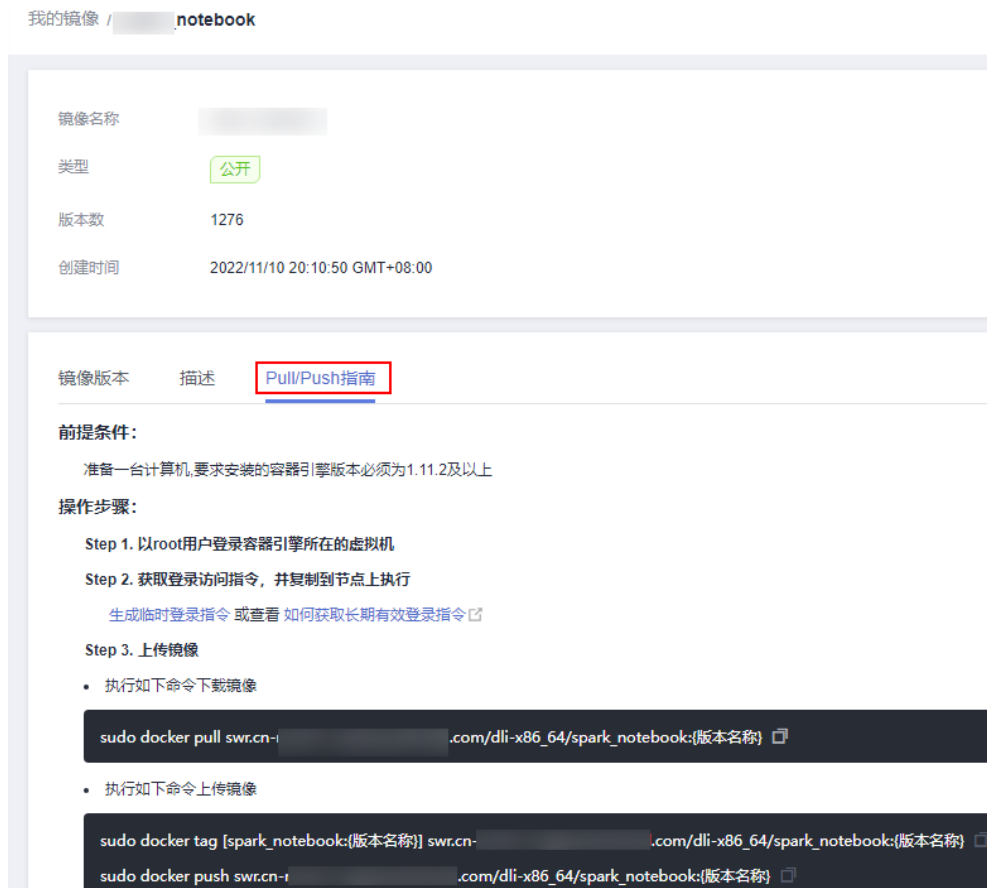 我的镜像 / _notebook
镜像名称
类型 公开
版本数 1276
创建时间 2022/11/10 20:10:50 GMT+08:00
镜像版本 描述 Pull/Push指南
前提条件：
准备一台计算机,要求安装的容器引擎版本必须为1.11.2及以上
操作步骤：
Step 1. 以root用户登录容器引擎所在的虚拟机
Step 2. 获取登录访问指令，并复制到节点上执行
生成临时登录指令 或查看 如何获取长期有效登录指令
Step 3. 上传镜像
• 执行如下命令下载镜像
sudo docker pull swr.cn- .com/dli-x86_64/spark_notebook:{版本名称}
• 执行如下命令上传镜像
sudo docker tag [spark_notebook:{版本名称}] swr.cn- .com/dli-x86_64/spark_notebook:{版本名称}
sudo docker push swr.cn- .com/dli-x86_64/spark_notebook:{版本名称}